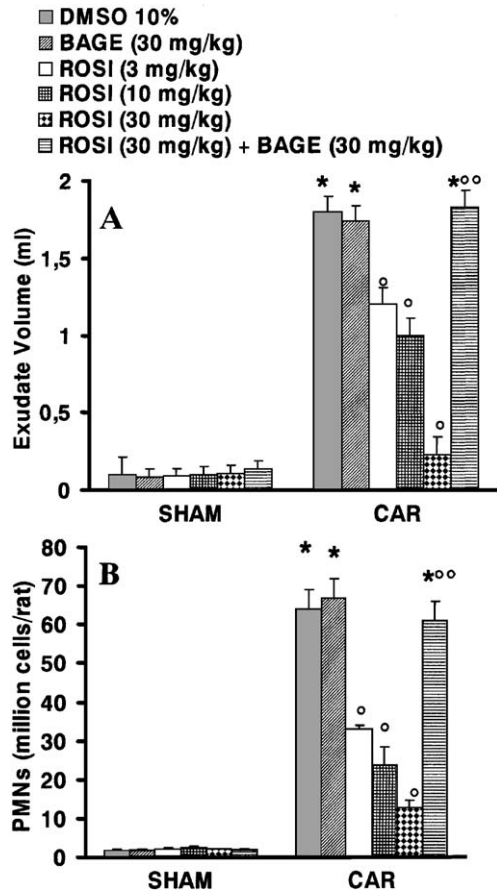 DMSO 10%
BAGE (30 mg/kg)
ROSI (3 mg/kg)
ROSI (10 mg/kg)
ROSI (30 mg/kg)
ROSI (30 mg/kg) + BAGE (30 mg/kg)
A
Exudate Volume (ml)
2
1,5
1
0,5
0
* * ° ° ° *°°
SHAM CAR
B
PMNs (million cells/rat)
80
70
60
50
40
30
20
10
0
* * ° ° ° *°°
SHAM CAR